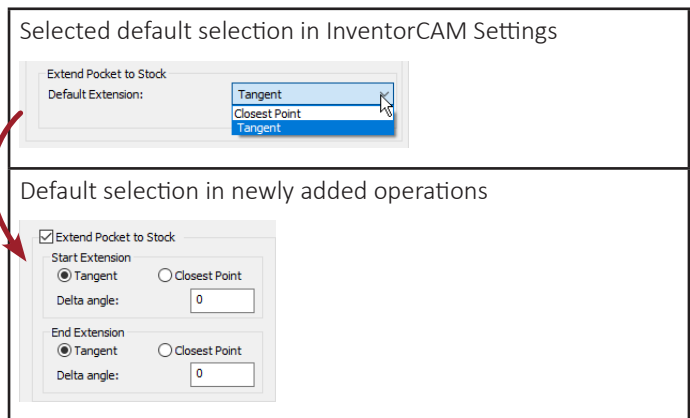 Selected default selection in InventorCAM Settings
Extend Pocket to Stock
Default Extension: Tangent
Closest Point
Tangent
Default selection in newly added operations
Extend Pocket to Stock
Start Extension
Tangent Closest Point
Delta angle: 0
End Extension
Tangent Closest Point
Delta angle: 0